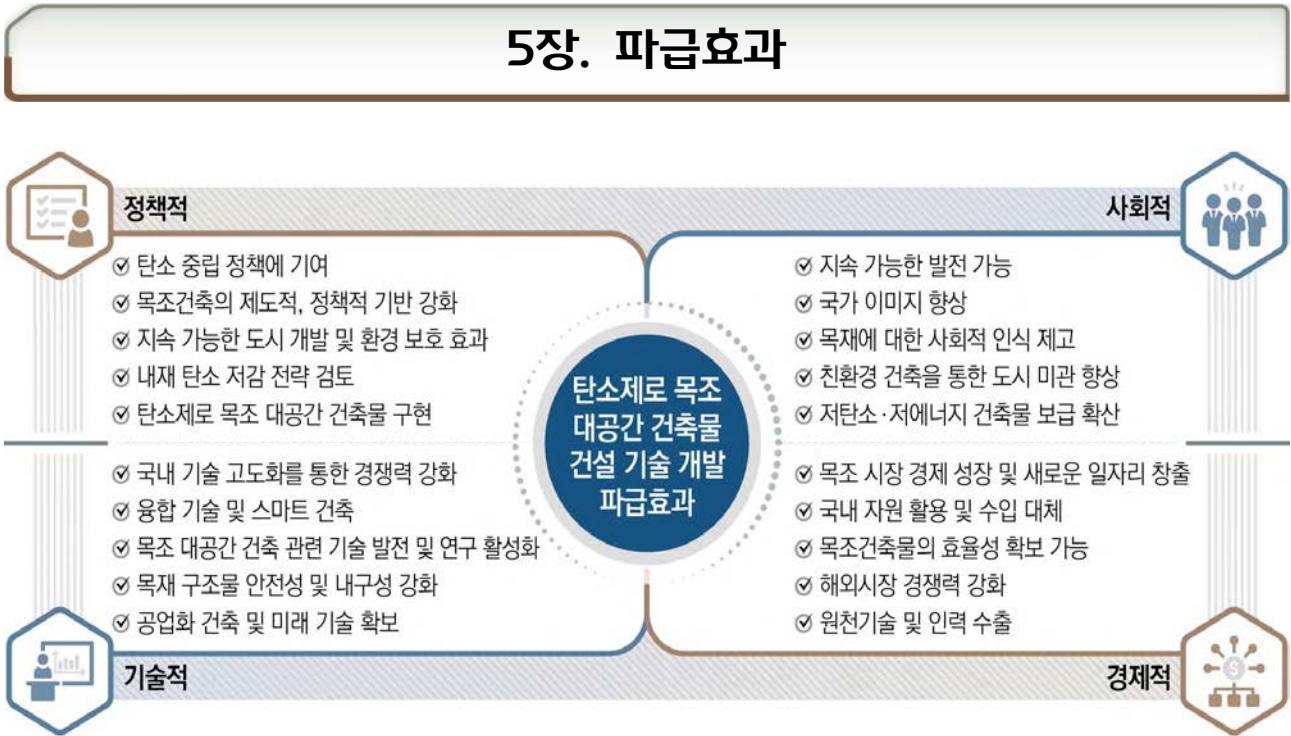 5장. 파급효과
정책적
탄소 중립 정책에 기여
목조건축의 제도적, 정책적 기반 강화
지속 가능한 도시 개발 및 환경 보호 효과
내재 탄소 저감 전략 검토
탄소제로 목조 대공간 건축물 구현
사회적
지속 가능한 발전 가능
국가 이미지 향상
목재에 대한 사회적 인식 제고
친환경 건축을 통한 도시 미관 향상
저탄소·저에너지 건축물 보급 확산
탄소제로 목조
대공간 건축물
건설 기술 개발
파급효과
국내 기술 고도화를 통한 경쟁력 강화
융합 기술 및 스마트 건축
목조 대공간 건축 관련 기술 발전 및 연구 활성화
목재 구조물 안전성 및 내구성 강화
공업화 건축 및 미래 기술 확보
기술적
목조 시장 경제 성장 및 새로운 일자리 창출
국내 자원 활용 및 수입 대체
목조건축물의 효율성 확보 가능
해외시장 경쟁력 강화
원천기술 및 인력 수출
경제적